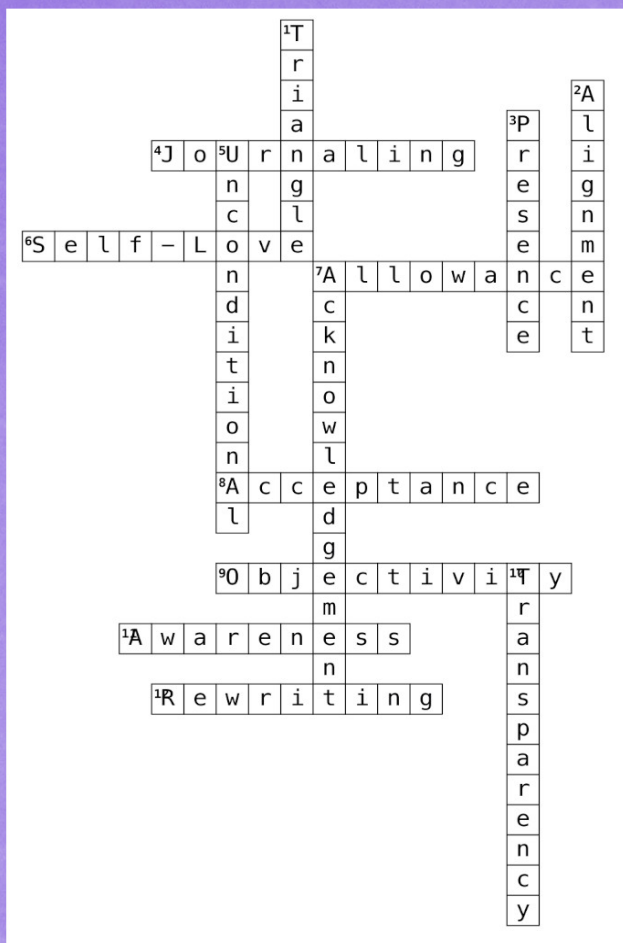 1 Triangle
2 Alignment
3 Presence
4 Journaling
5 Unconditional
6 Self-Love
7 Allowance
7 Acknowledgement
8 Acceptance
9 Objectivity
10 Transparency
11 Awareness
12 Rewriting